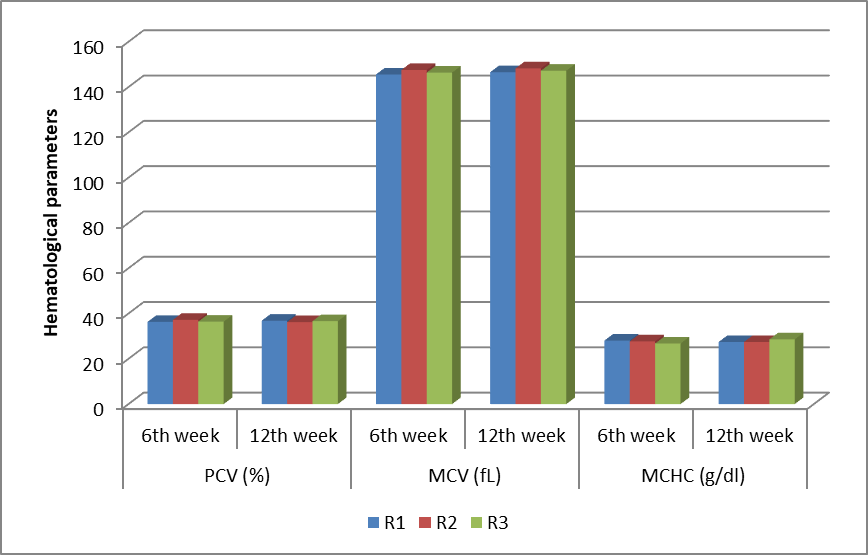 Hematological parameters
160
140
120
100
80
60
40
20
0
6th week 12th week 6th week 12th week 6th week 12th week
PCV (%) MCV (fL) MCHC (g/dl)
R1 R2 R3